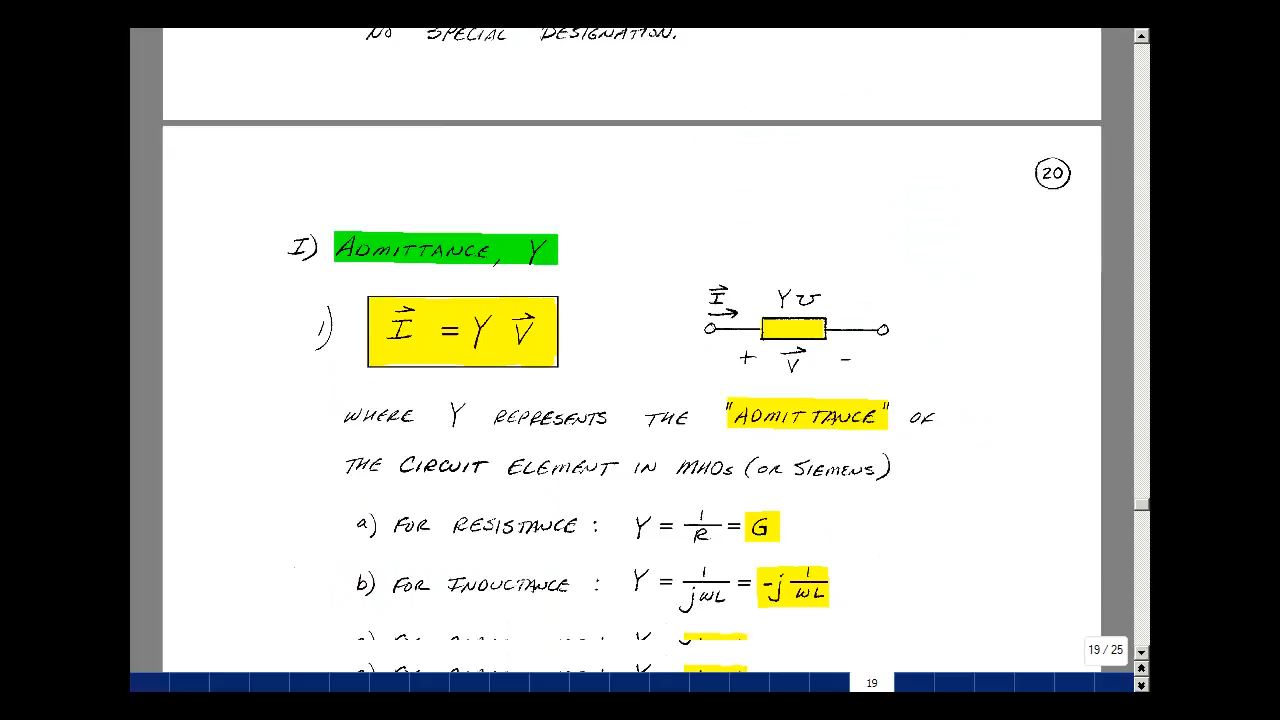 NO SPECIAL DESIGNATION.
20
I) ADMITTANCE, Y
1) I⃗ = Y V⃗
I⃗ Y ʊ
+ V⃗ -
WHERE Y REPRESENTS THE "ADMITTANCE" OF
THE CIRCUIT ELEMENT IN MHOS (OR SIEMENS)
a) FOR RESISTANCE : Y = 1/R = G
b) FOR INDUCTANCE : Y = 1/jωL = -j 1/ωL
19 / 25
19